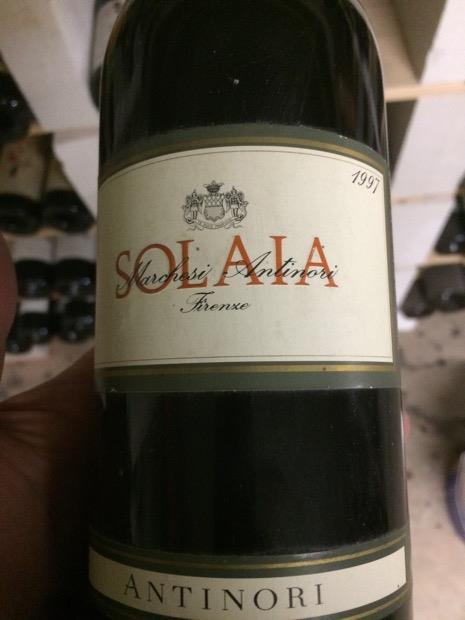 1997
SOLAIA
Marchesi Antinori
Firenze
ANTINORI